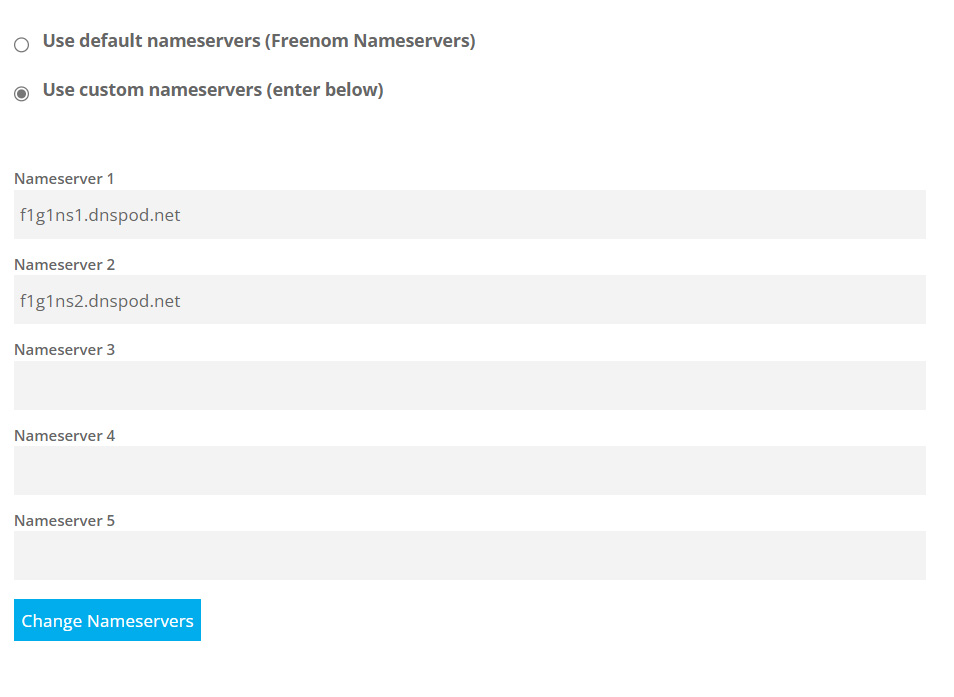 Use default nameservers (Freenom Nameservers)
Use custom nameservers (enter below)
Nameserver 1
f1g1ns1.dnspod.net
Nameserver 2
f1g1ns2.dnspod.net
Nameserver 3
Nameserver 4
Nameserver 5
Change Nameservers